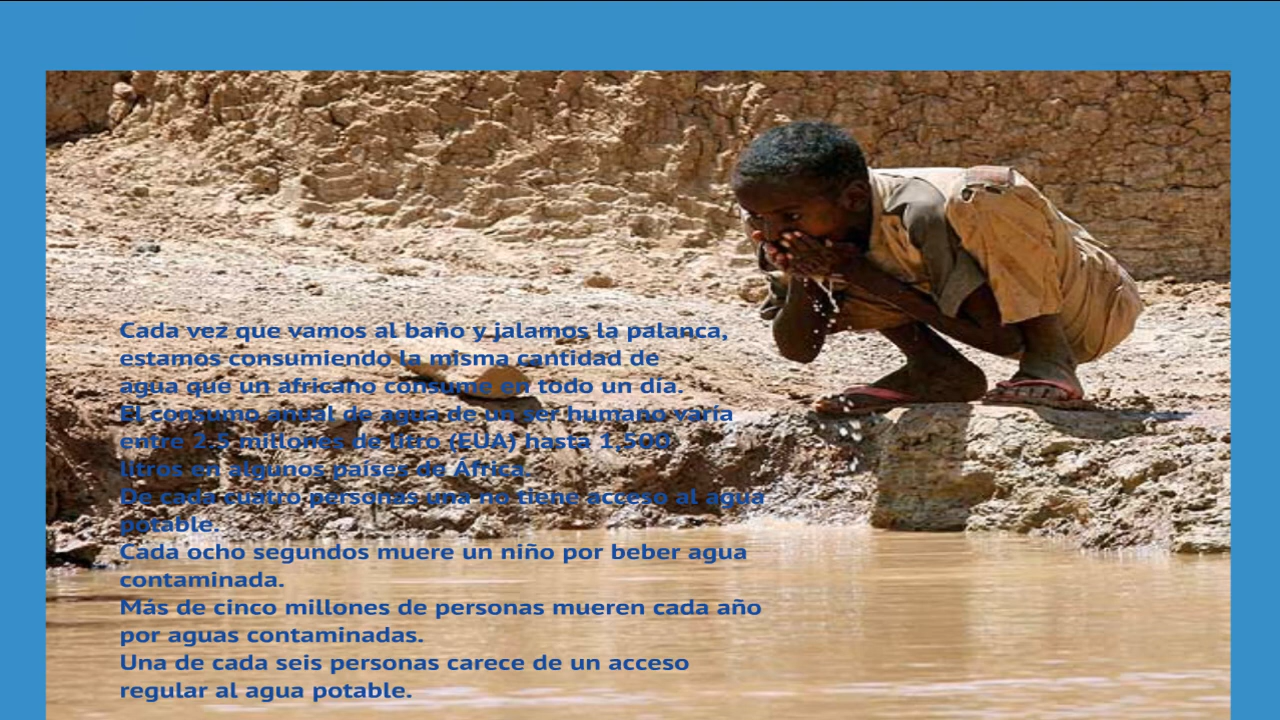 Cada vez que vamos al baño y jalamos la palanca,
estamos consumiendo la misma cantidad de
agua que un africano consume en todo un día.
El consumo anual de agua de un ser humano varía
entre 2.5 millones de litro (EUA) hasta 1,500
litros en algunos países de África.
De cada cuatro personas una no tiene acceso al agua
potable.
Cada ocho segundos muere un niño por beber agua
contaminada.
Más de cinco millones de personas mueren cada año
por aguas contaminadas.
Una de cada seis personas carece de un acceso
regular al agua potable.